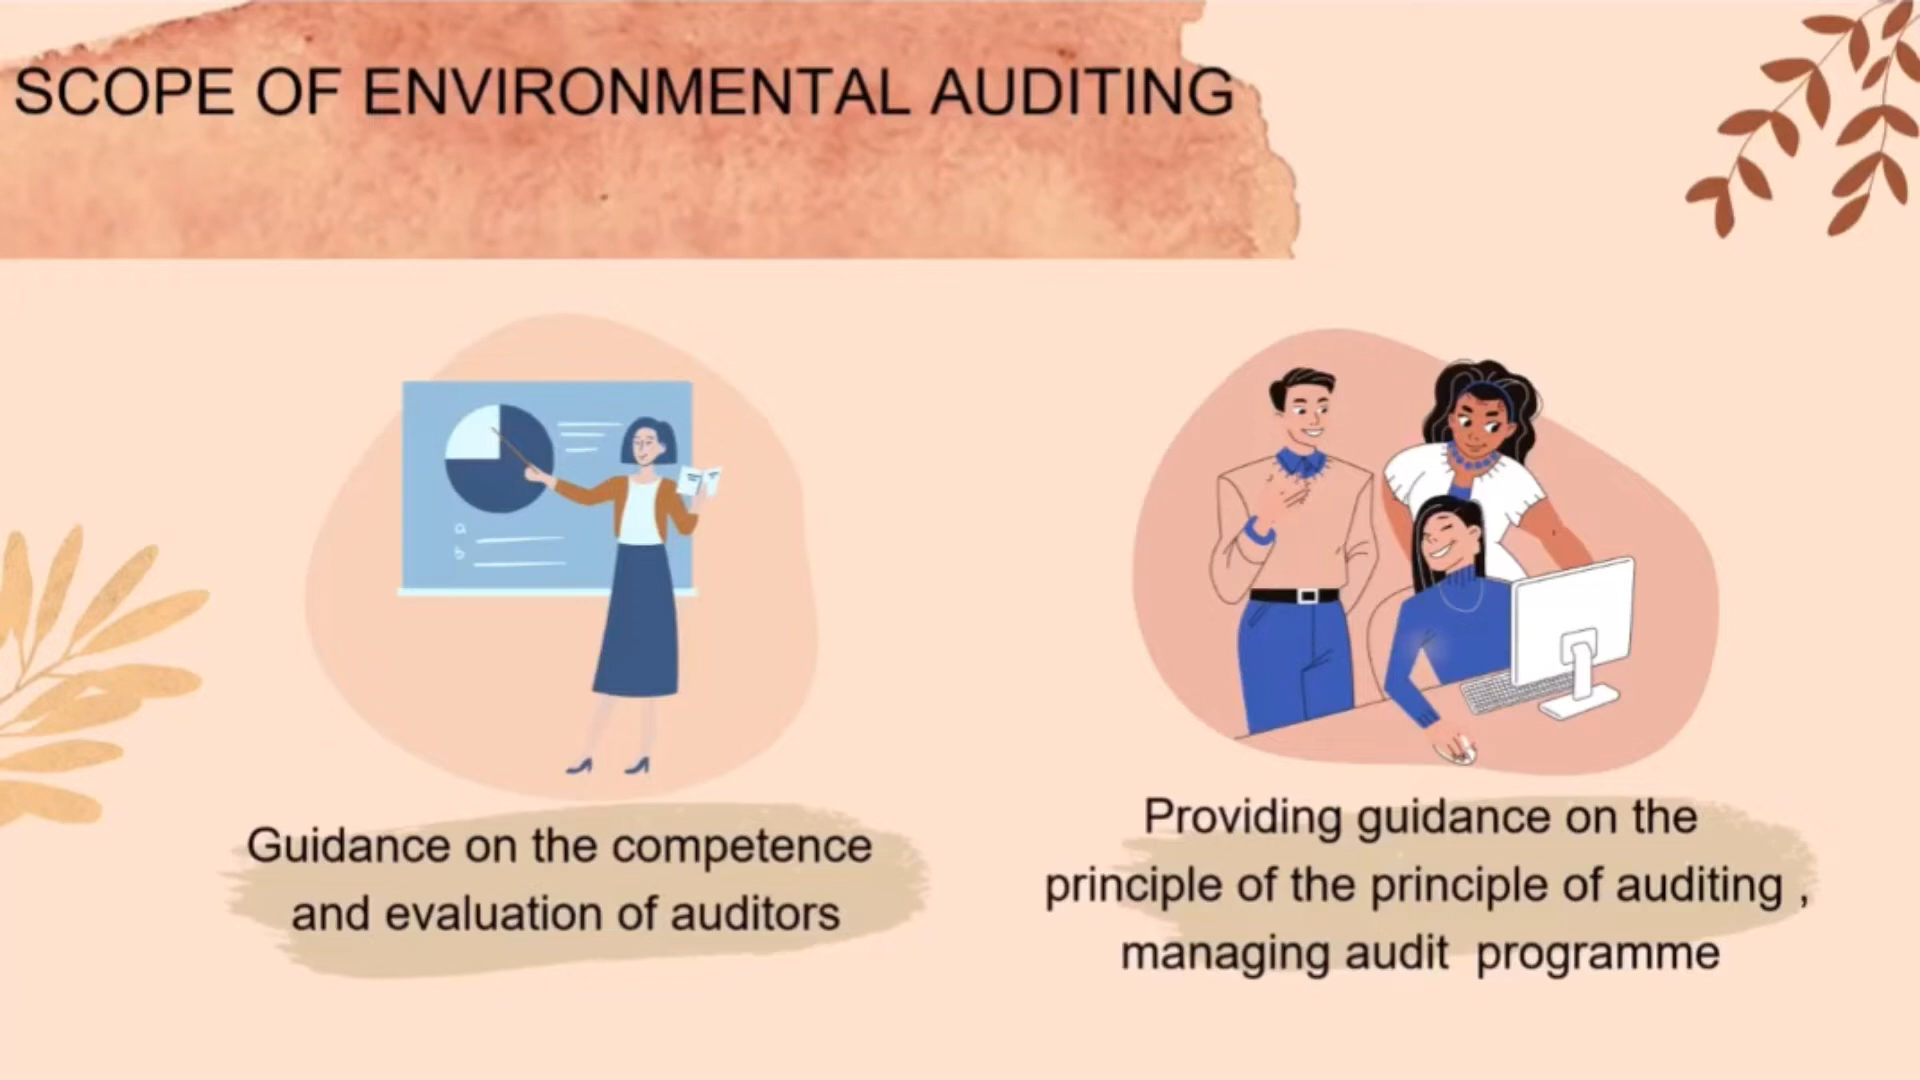 SCOPE OF ENVIRONMENTAL AUDITING
a
b
Guidance on the competence
and evaluation of auditors
Providing guidance on the
principle of the principle of auditing ,
managing audit  programme